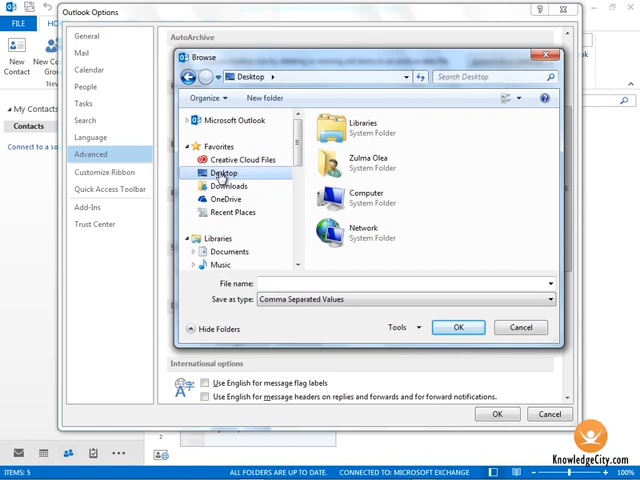 Outlook Options
FILE
HO
New
Contact
New Co
Grou
My Contacts
Contacts
Connect to a so
General
Mail
Calendar
People
Tasks
Search
Language
Advanced
Customize Ribbon
Quick Access Toolbar
Add-Ins
Trust Center
AutoArchive
Browse
Desktop
Search Desktop
Organize
New folder
Microsoft Outlook
Favorites
Creative Cloud Files
Desktop
Downloads
OneDrive
Recent Places
Libraries
Documents
Music
Libraries
System Folder
Zulma Olea
System Folder
Computer
System Folder
Network
System Folder
File name:
Save as type:
Comma Separated Values
Hide Folders
Tools
OK
Cancel
International options
Use English for message flag labels
Use English for message headers on replies and forwards and for forward notifications.
OK
Cancel
KnowledgeCity.com
ITEMS: 5
ALL FOLDERS ARE UP TO DATE.
CONNECTED TO: MICROSOFT EXCHANGE
100%